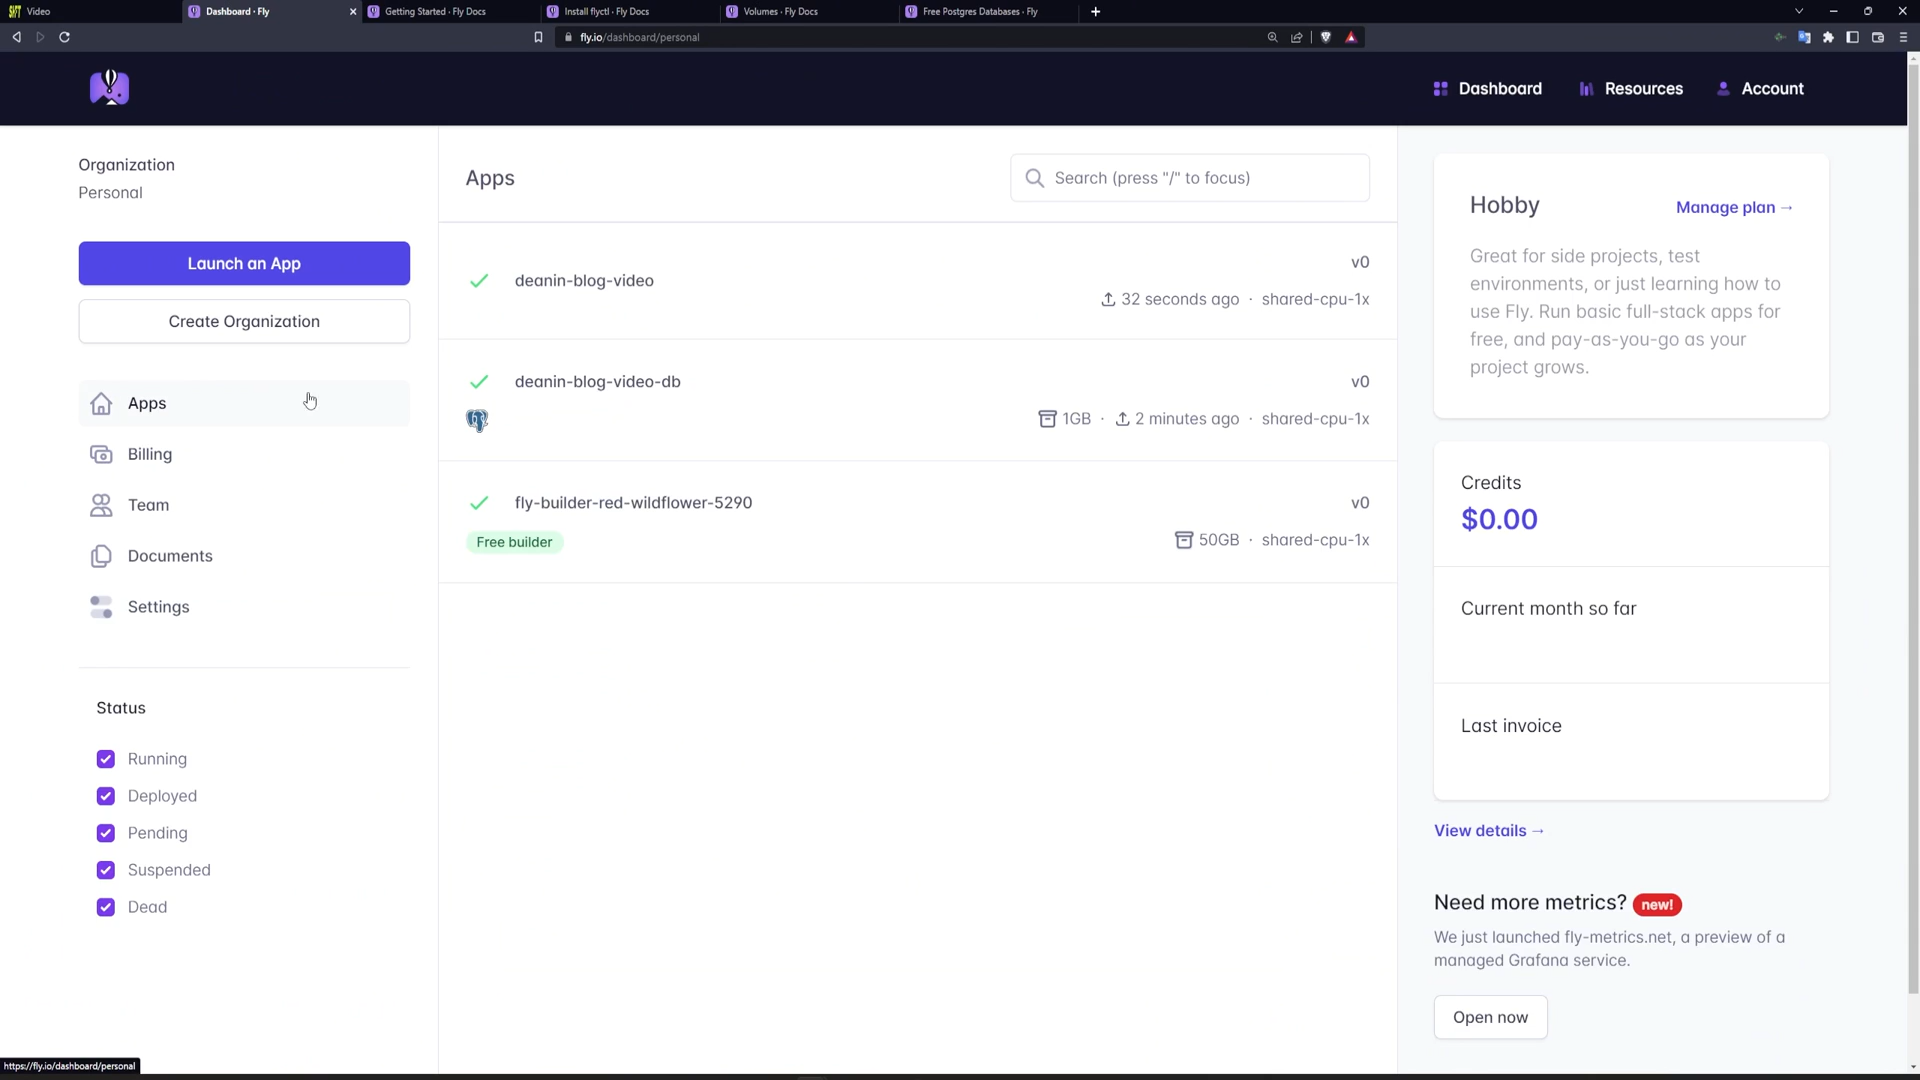 Video
Dashboard · Fly
Getting Started · Fly Docs
Install flyctl · Fly Docs
Volumes · Fly Docs
Free Postgres Databases · Fly
fly.io/dashboard/personal
Dashboard
Resources
Account
Organization
Personal
Launch an App
Create Organization
Apps
Billing
Team
Documents
Settings
Status
Running
Deployed
Pending
Suspended
Dead
Apps
Search (press "/" to focus)
deanin-blog-video
v0
32 seconds ago · shared-cpu-1x
deanin-blog-video-db
v0
1GB · 2 minutes ago · shared-cpu-1x
fly-builder-red-wildflower-5290
v0
Free builder
50GB · shared-cpu-1x
Hobby
Manage plan →
Great for side projects, test
environments, or just learning how to
use Fly. Run basic full-stack apps for
free, and pay-as-you-go as your
project grows.
Credits
$0.00
Current month so far
Last invoice
View details →
Need more metrics? new!
We just launched fly-metrics.net, a preview of a
managed Grafana service.
Open now
https://fly.io/dashboard/personal